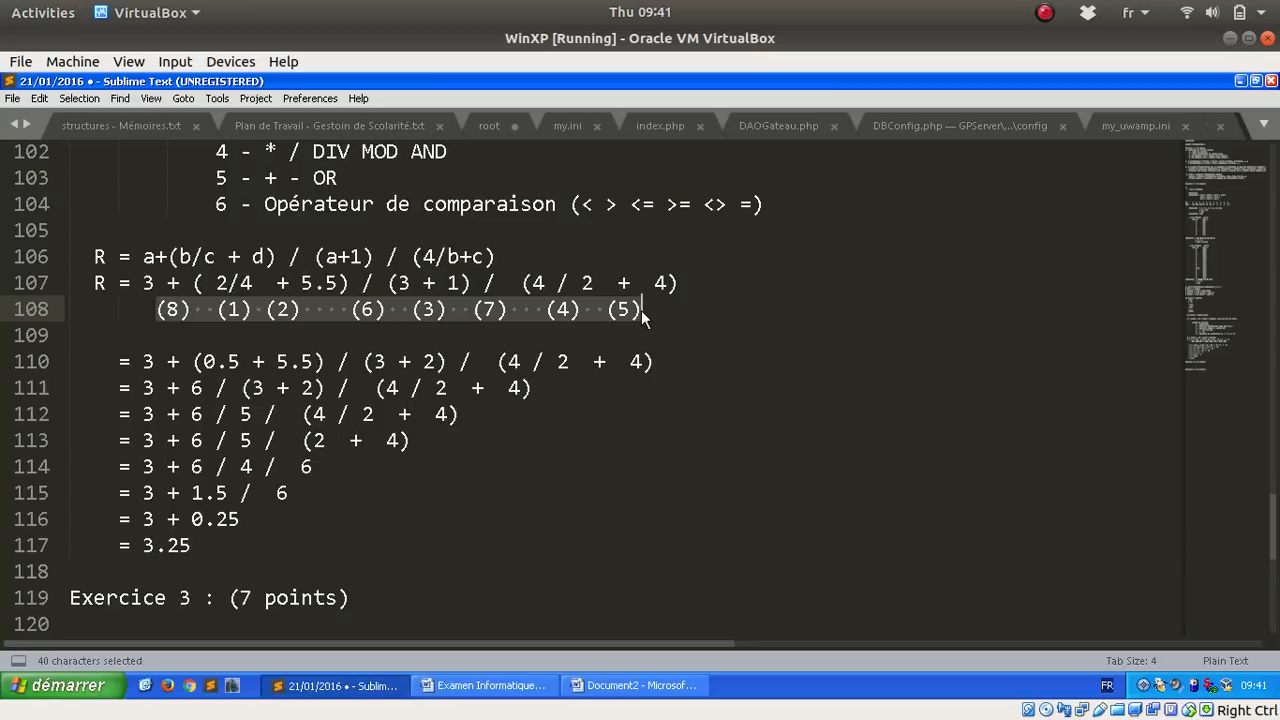 Activities VirtualBox Thu 09:41 fr
WinXP [Running] - Oracle VM VirtualBox
File Machine View Input Devices Help
21/01/2016 • - Sublime Text (UNREGISTERED)
File Edit Selection Find View Goto Tools Project Preferences Help
structures - Mémoires.txt × Plan de Travail - Gestoin de Scolarité.txt × root • my.ini × index.php × DAOGateau.php × DBConfig.php — GPServer\...\config × my_uwamp.ini × ×
102 4 - * / DIV MOD AND
103 5 - + - OR
104 6 - Opérateur de comparaison (< > <= >= <> =)
105
106 R = a+(b/c + d) / (a+1) / (4/b+c)
107 R = 3 + ( 2/4 + 5.5) / (3 + 1) / (4 / 2 + 4)
108 (8) (1) (2) (6) (3) (7) (4) (5)
109
110 = 3 + (0.5 + 5.5) / (3 + 2) / (4 / 2 + 4)
111 = 3 + 6 / (3 + 2) / (4 / 2 + 4)
112 = 3 + 6 / 5 / (4 / 2 + 4)
113 = 3 + 6 / 5 / (2 + 4)
114 = 3 + 6 / 4 / 6
115 = 3 + 1.5 / 6
116 = 3 + 0.25
117 = 3.25
118
119 Exercice 3 : (7 points)
120
40 characters selected Tab Size: 4 Plain Text
démarrer 21/01/2016 • - Sublim... Examen Informatique... Document2 - Microsof... FR 09:41
Right Ctrl